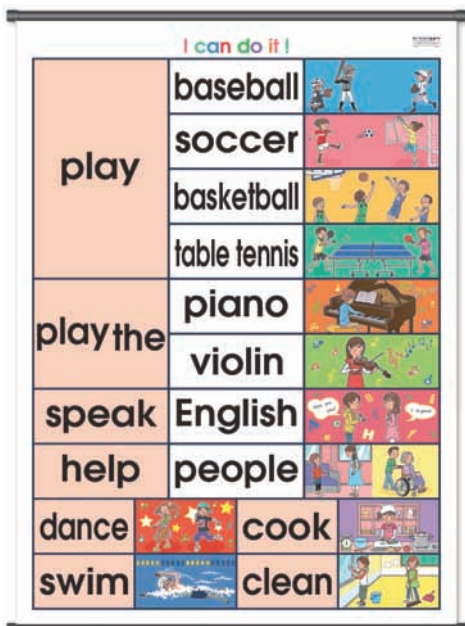 I can do it !
play
baseball
soccer
basketball
table tennis
play the
piano
violin
speak English
help people
dance
cook
swim
clean